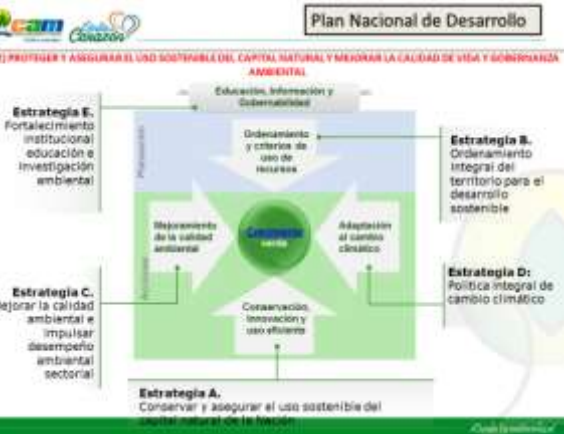 cam
Corazón
Plan Nacional de Desarrollo
PROTEGER Y ASEGURAR EL USO SOSTENIBLE DEL CAPITAL NATURAL Y MEJORAR LA CALIDAD DE VIDA Y GOBERNANZA
AMBIENTAL
Educación, Información y
Gobernabilidad
Estrategia E.
Fortalecimiento
institucional
educación e
investigación
ambiental
Ordenamiento
y criterios de
uso de
recursos
Estrategia B.
Ordenamiento
integral del
territorio para el
desarrollo
sostenible
Mejoramiento
de la calidad
ambiental
Crecimiento
verde
Adaptación
al cambio
climático
Estrategia C.
ejorar la calidad
ambiental e
impulsar
desempeño
ambiental
sectorial
Estrategia D:
Política integral de
cambio climático
Conservación,
innovación y
uso eficiente
Estrategia A.
Conservar y asegurar el uso sostenible del
capital natural de la Nación